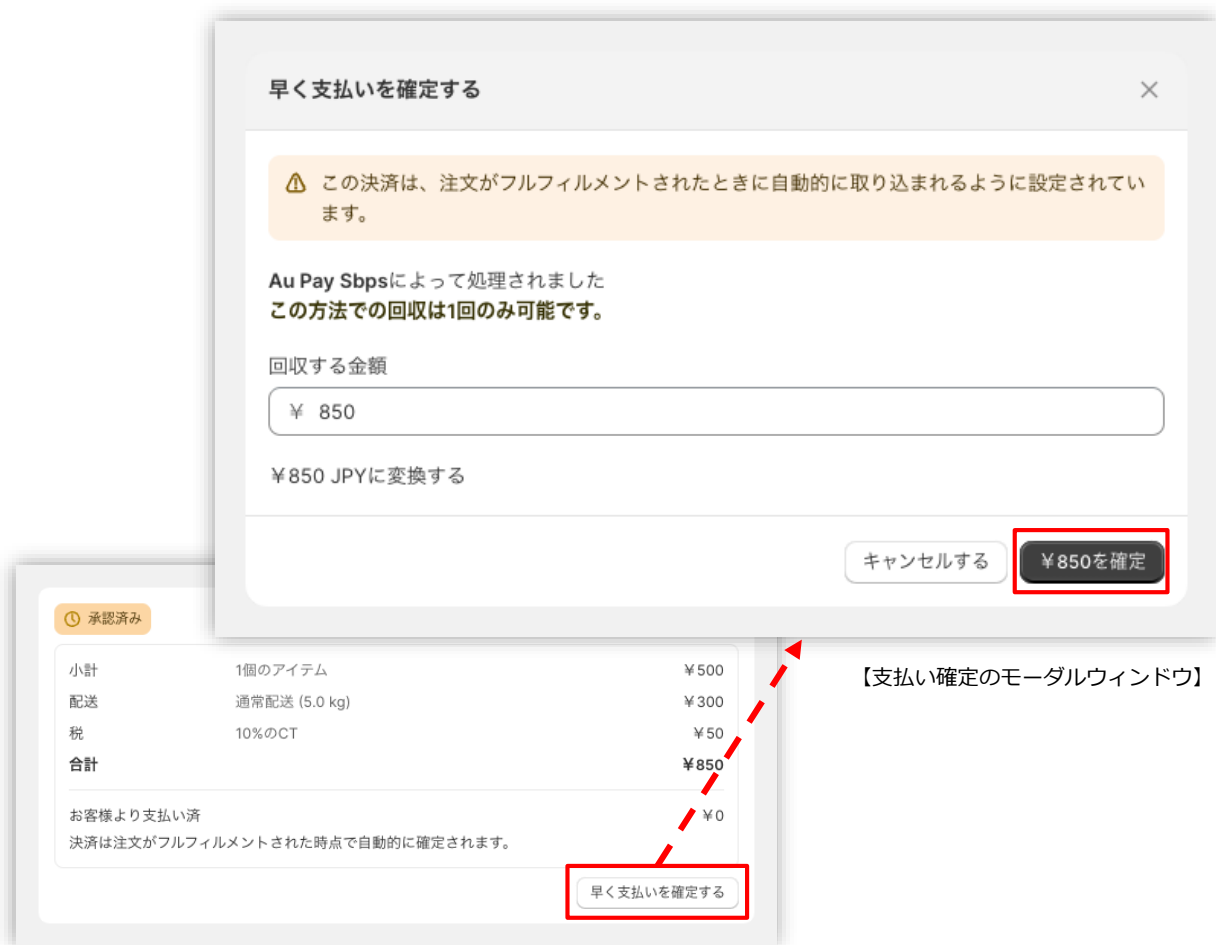 早く支払いを確定する
この決済は、注文がフルフィルメントされたときに自動的に取り込まれるように設定されてい
ます。
Au Pay Sbpsによって処理されました
この方法での回収は1回のみ可能です。
回収する金額
¥ 850
¥850 JPYに変換する
キャンセルする ¥850を確定
【支払い確定のモーダルウィンドウ】
承認済み
小計 1個のアイテム ¥500
配送 通常配送 (5.0 kg) ¥300
税 10%のCT ¥50
合計 ¥850
お客様より支払い済 ¥0
決済は注文がフルフィルメントされた時点で自動的に確定されます。
早く支払いを確定する